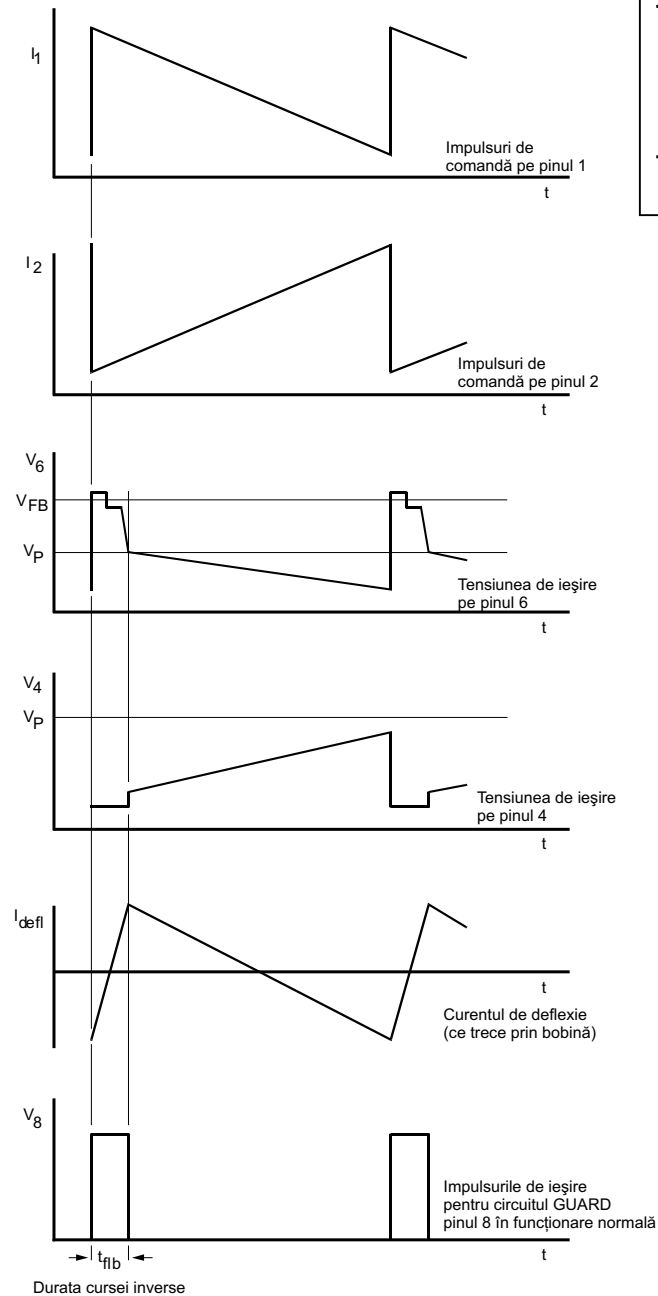 I1
Impulsuri de
comandă pe pinul 1
t
I2
Impulsuri de
comandă pe pinul 2
t
V6
VFB
VP
Tensiunea de ieşire
pe pinul 6
t
V4
VP
Tensiunea de ieşire
pe pinul 4
t
Idefl
t
Curentul de deflexie
(ce trece prin bobină)
V8
Impulsurile de ieşire
pentru circuitul GUARD
pinul 8 în funcţionare normală
tflb
t
Durata cursei inverse